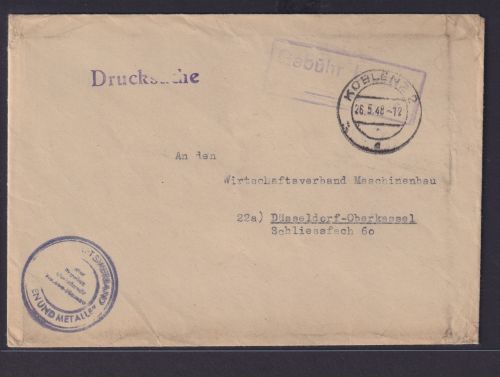 Drucksache
Gebühr
KOBLENZ 2
26.5.48.-12
An den
Wirtschaftsverband Maschinenbau
22a) Düsseldorf-Oberkassel
Schliessfach 60
EN UND METALLE